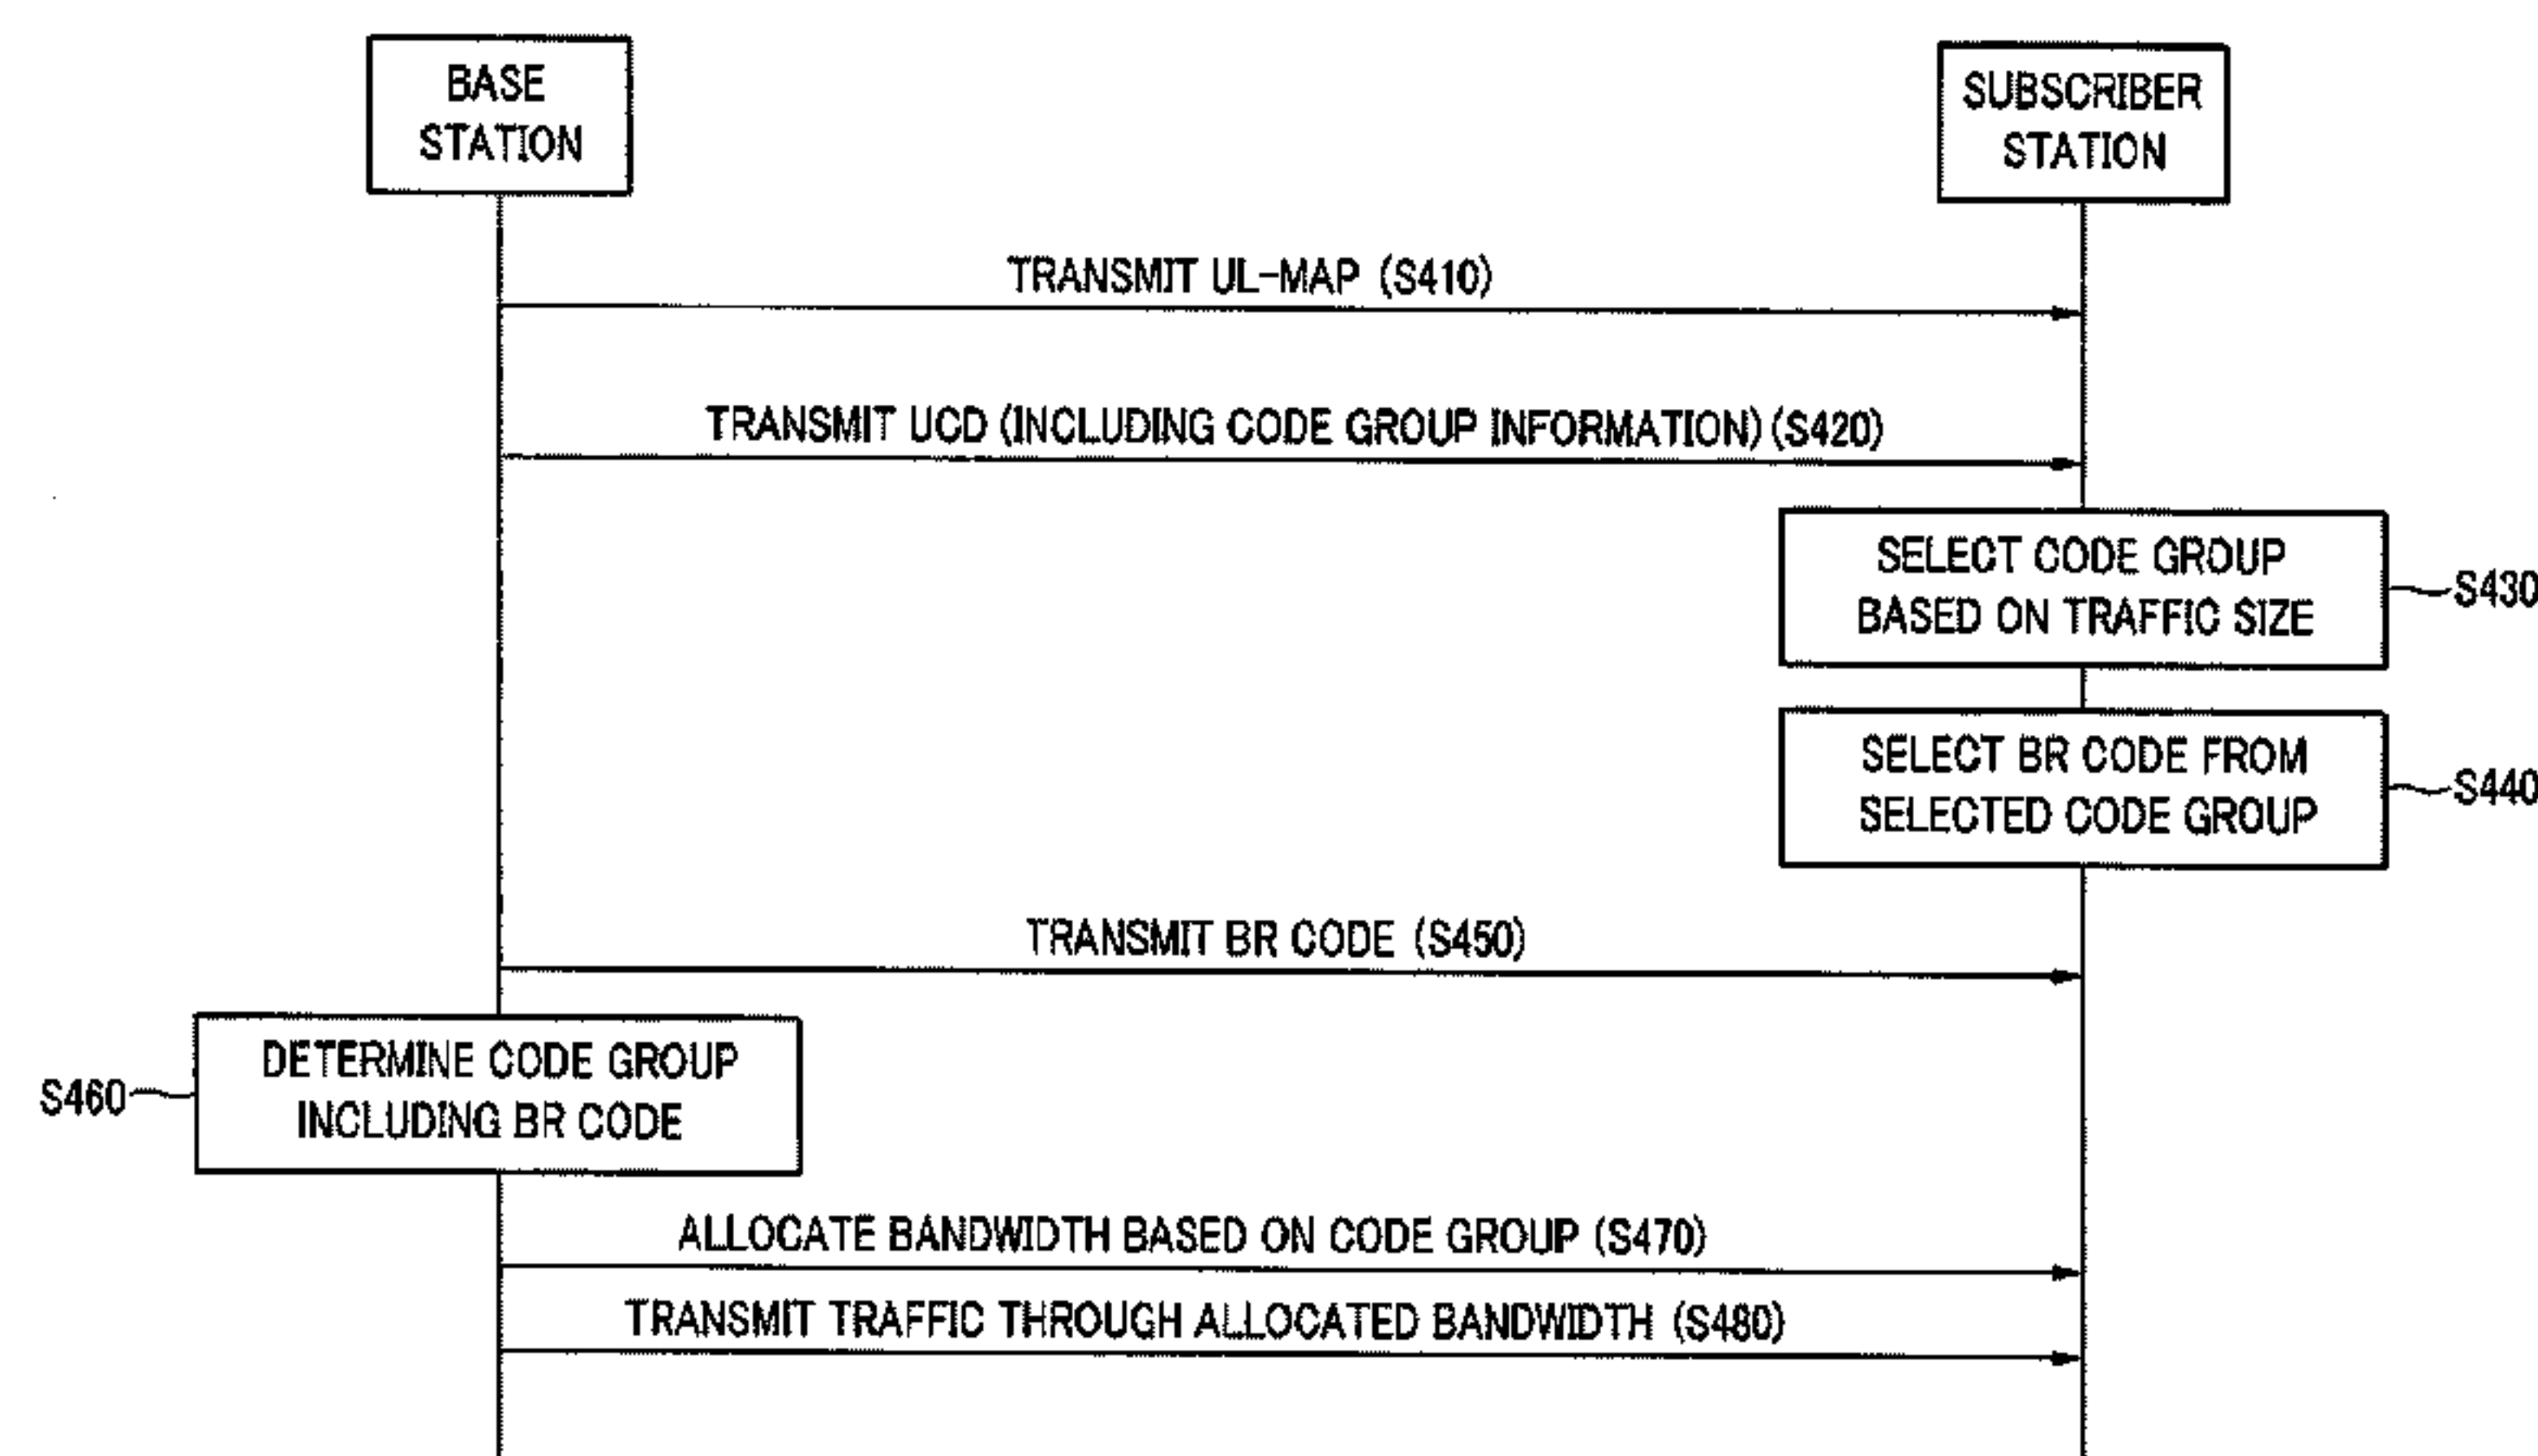 BASE
STATION
SUBSCRIBER
STATION
TRANSMIT UL-MAP (S410)
TRANSMIT UCD (INCLUDING CODE GROUP INFORMATION) (S420)
SELECT CODE GROUP
BASED ON TRAFFIC SIZE
S430
SELECT BR CODE FROM
SELECTED CODE GROUP
S440
TRANSMIT BR CODE (S450)
S460
DETERMINE CODE GROUP
INCLUDING BR CODE
ALLOCATE BANDWIDTH BASED ON CODE GROUP (S470)
TRANSMIT TRAFFIC THROUGH ALLOCATED BANDWIDTH (S480)